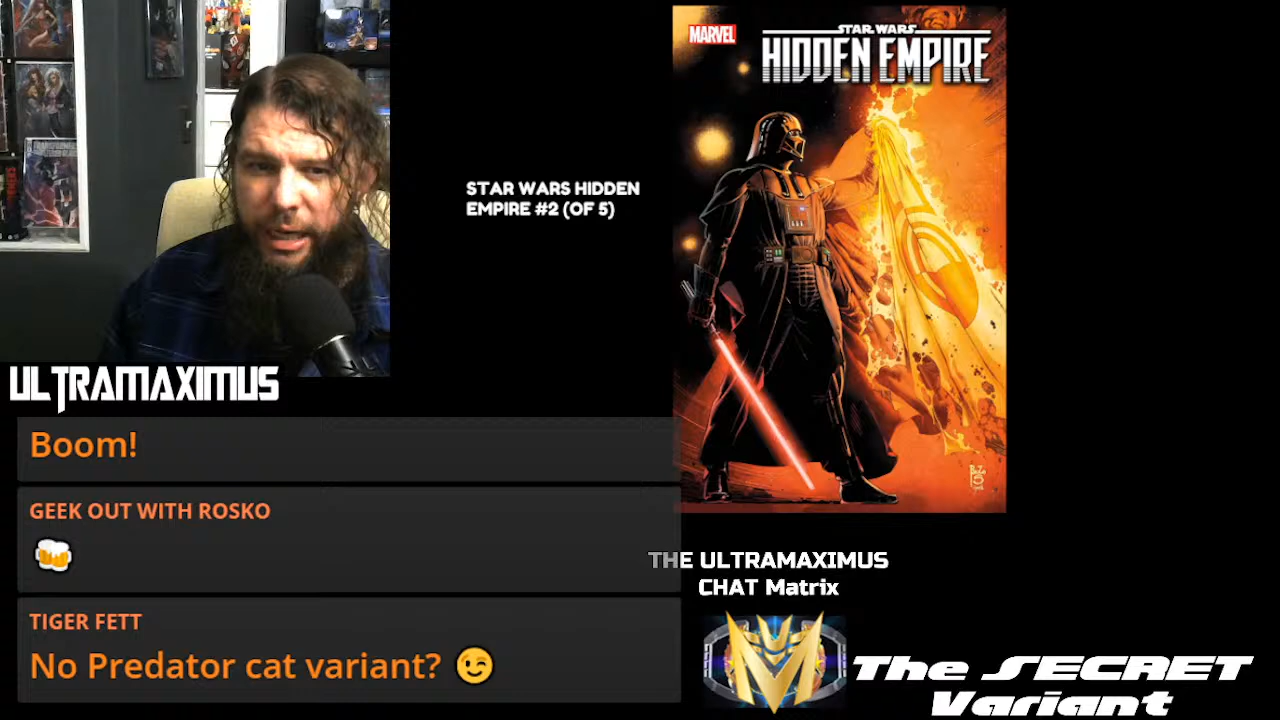 MARVEL
STAR WARS
HIDDEN EMPIRE
STAR WARS HIDDEN
EMPIRE #2 (OF 5)
ULTRAMAXIMUS
Boom!
GEEK OUT WITH ROSKO
🍻
TIGER FETT
No Predator cat variant? 😉
THE ULTRAMAXIMUS
CHAT Matrix
The SECRET
Variant